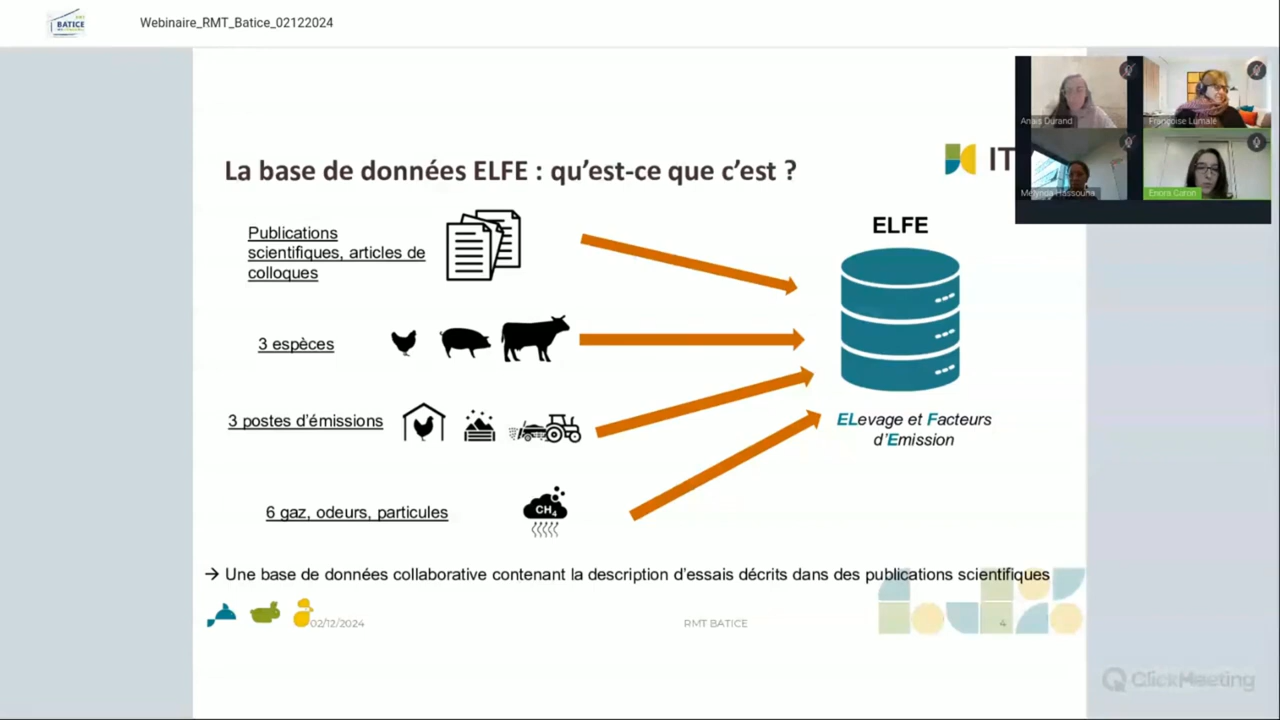 BATICE
Webinaire_RMT_Batice_02122024
Anais Durand
Françoise Lumalé
Melynda Hassouna
Enora Caron
La base de données ELFE : qu’est-ce que c’est ?
IT
Publications
scientifiques, articles de
colloques
ELFE
3 espèces
3 postes d’émissions
ELevage et Facteurs
d’Emission
6 gaz, odeurs, particules
CH4
→ Une base de données collaborative contenant la description d’essais décrits dans des publications scientifiques
02/12/2024
RMT BATICE
4
ClickMeeting